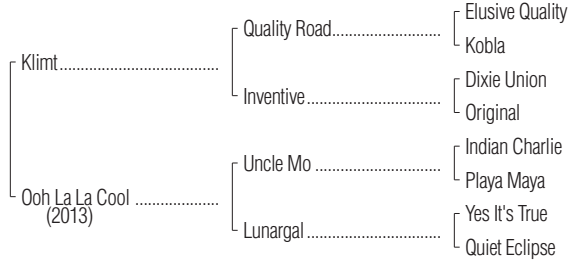 Elusive Quality
Quality Road
Kobla
Klimt
Dixie Union
Inventive
Original
Indian Charlie
Uncle Mo
Playa Maya
Ooh La La Cool
(2013)
Yes It's True
Lunargal
Quiet Eclipse